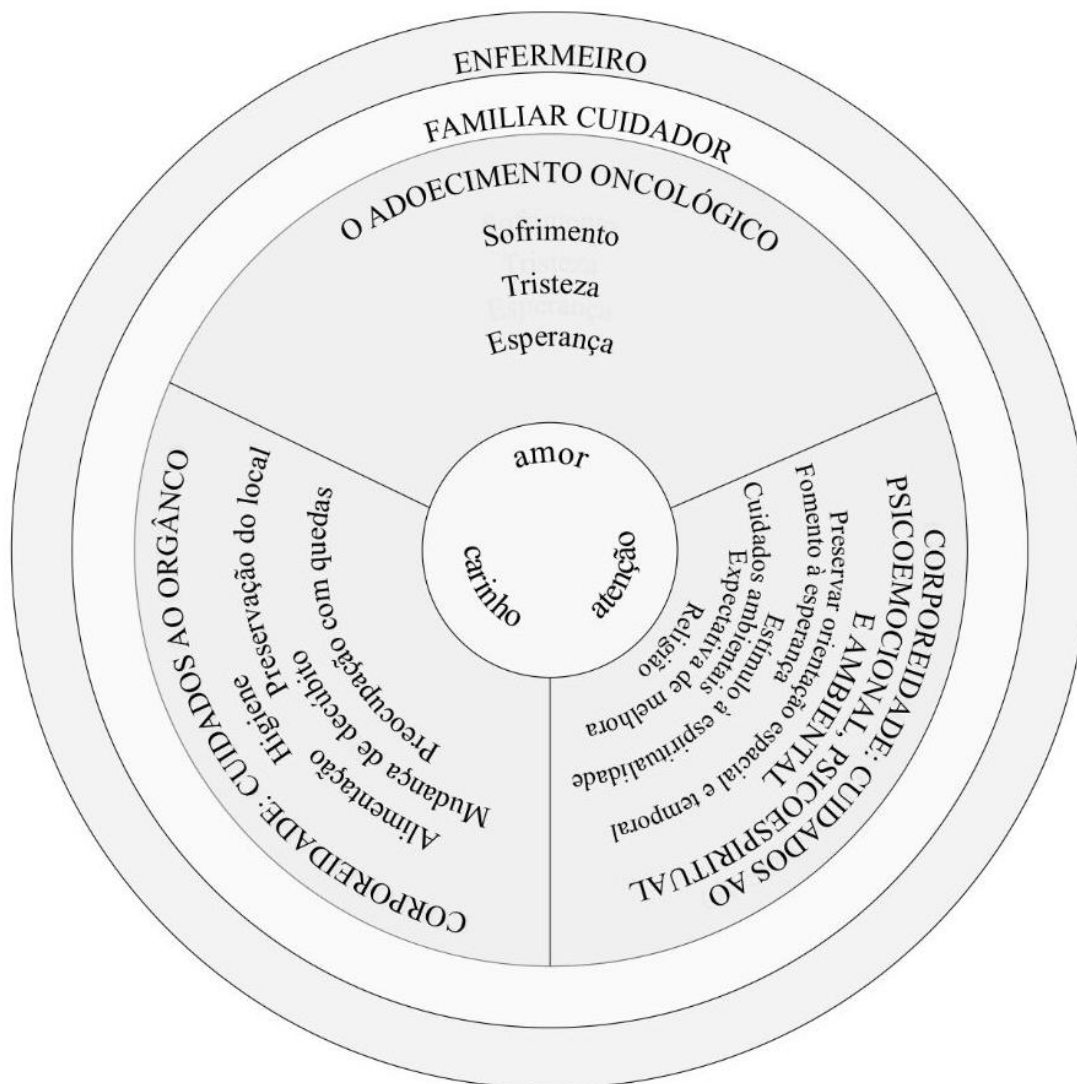 ENFERMEIRO
FAMILIAR CUIDADOR
O ADOECIMENTO ONCOLÓGICO
Sofrimento
Tristeza
Esperança
amor
carinho
atenção
CORPOREIDADE: CUIDADOS AO ORGÂNCO
Higiene
Preservação do local
Alimentação
Mudança de decúbito
Preocupação com quedas
CORPOREIDADE: CUIDADOS AO
PSICOEMOCIONAL, PSICOESPIRITUAL
E AMBIENTAL
Preservar orientação espacial e temporal
Fomento à esperança
Estimulo à espiritualidade
Cuidados ambientais
Expectativa de melhora
Religião